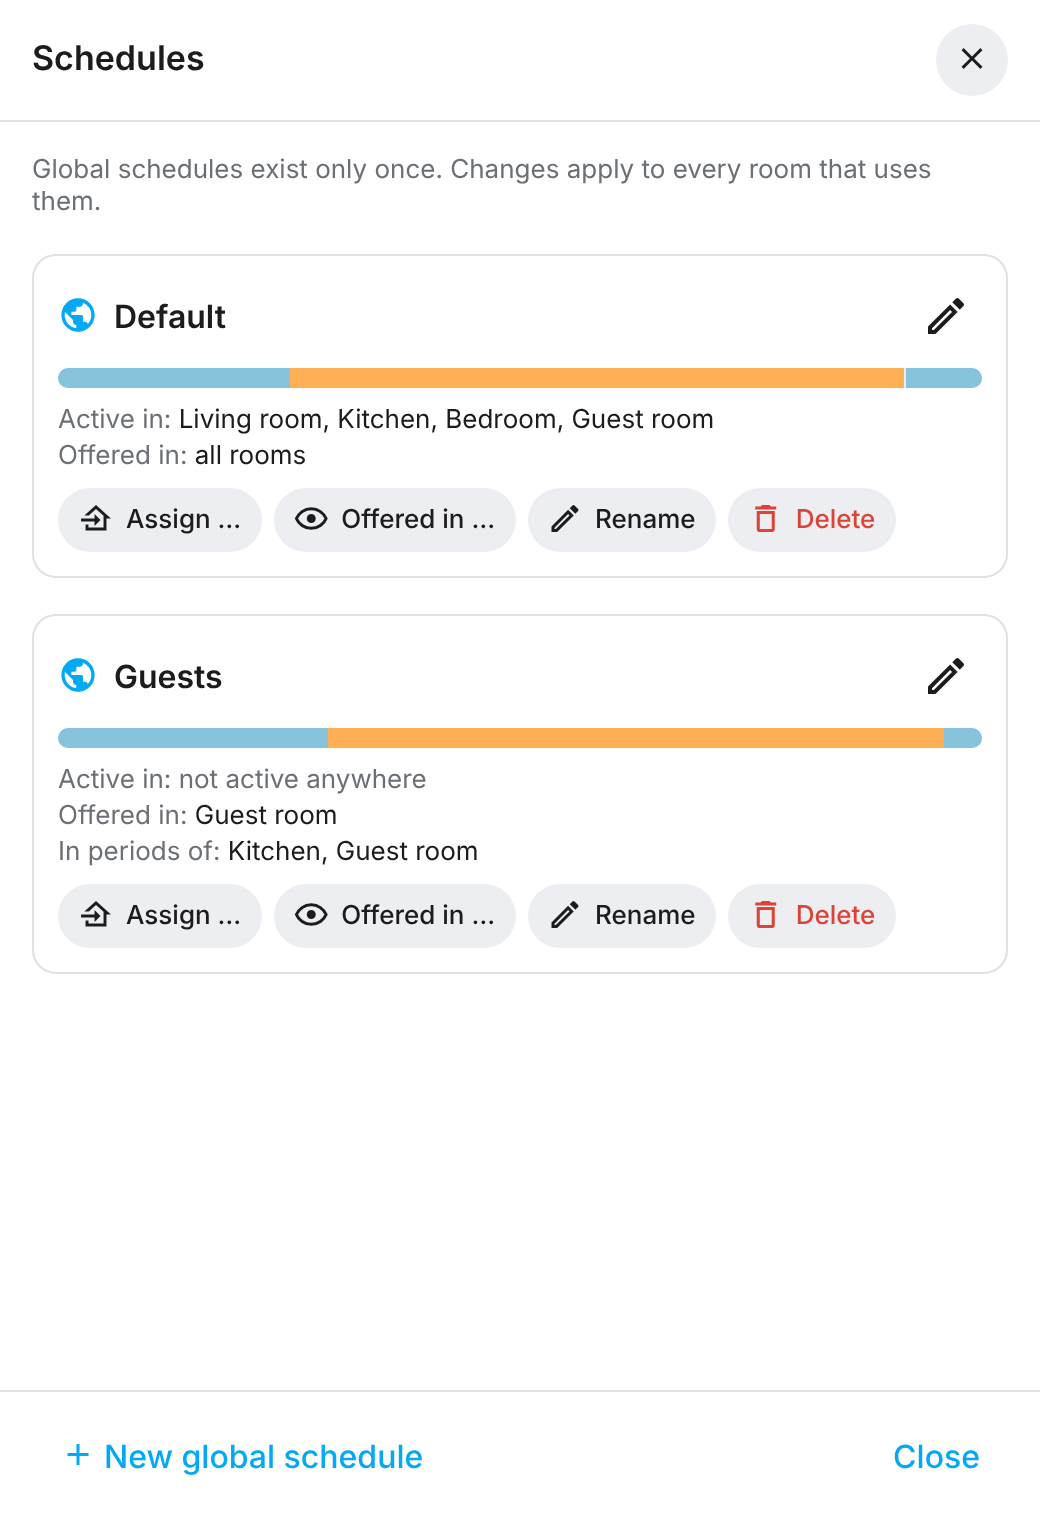 Schedules
Global schedules exist only once. Changes apply to every room that uses
them.
Default
Active in: Living room, Kitchen, Bedroom, Guest room
Offered in: all rooms
Assign ... Offered in ... Rename Delete
Guests
Active in: not active anywhere
Offered in: Guest room
In periods of: Kitchen, Guest room
Assign ... Offered in ... Rename Delete
+ New global schedule Close